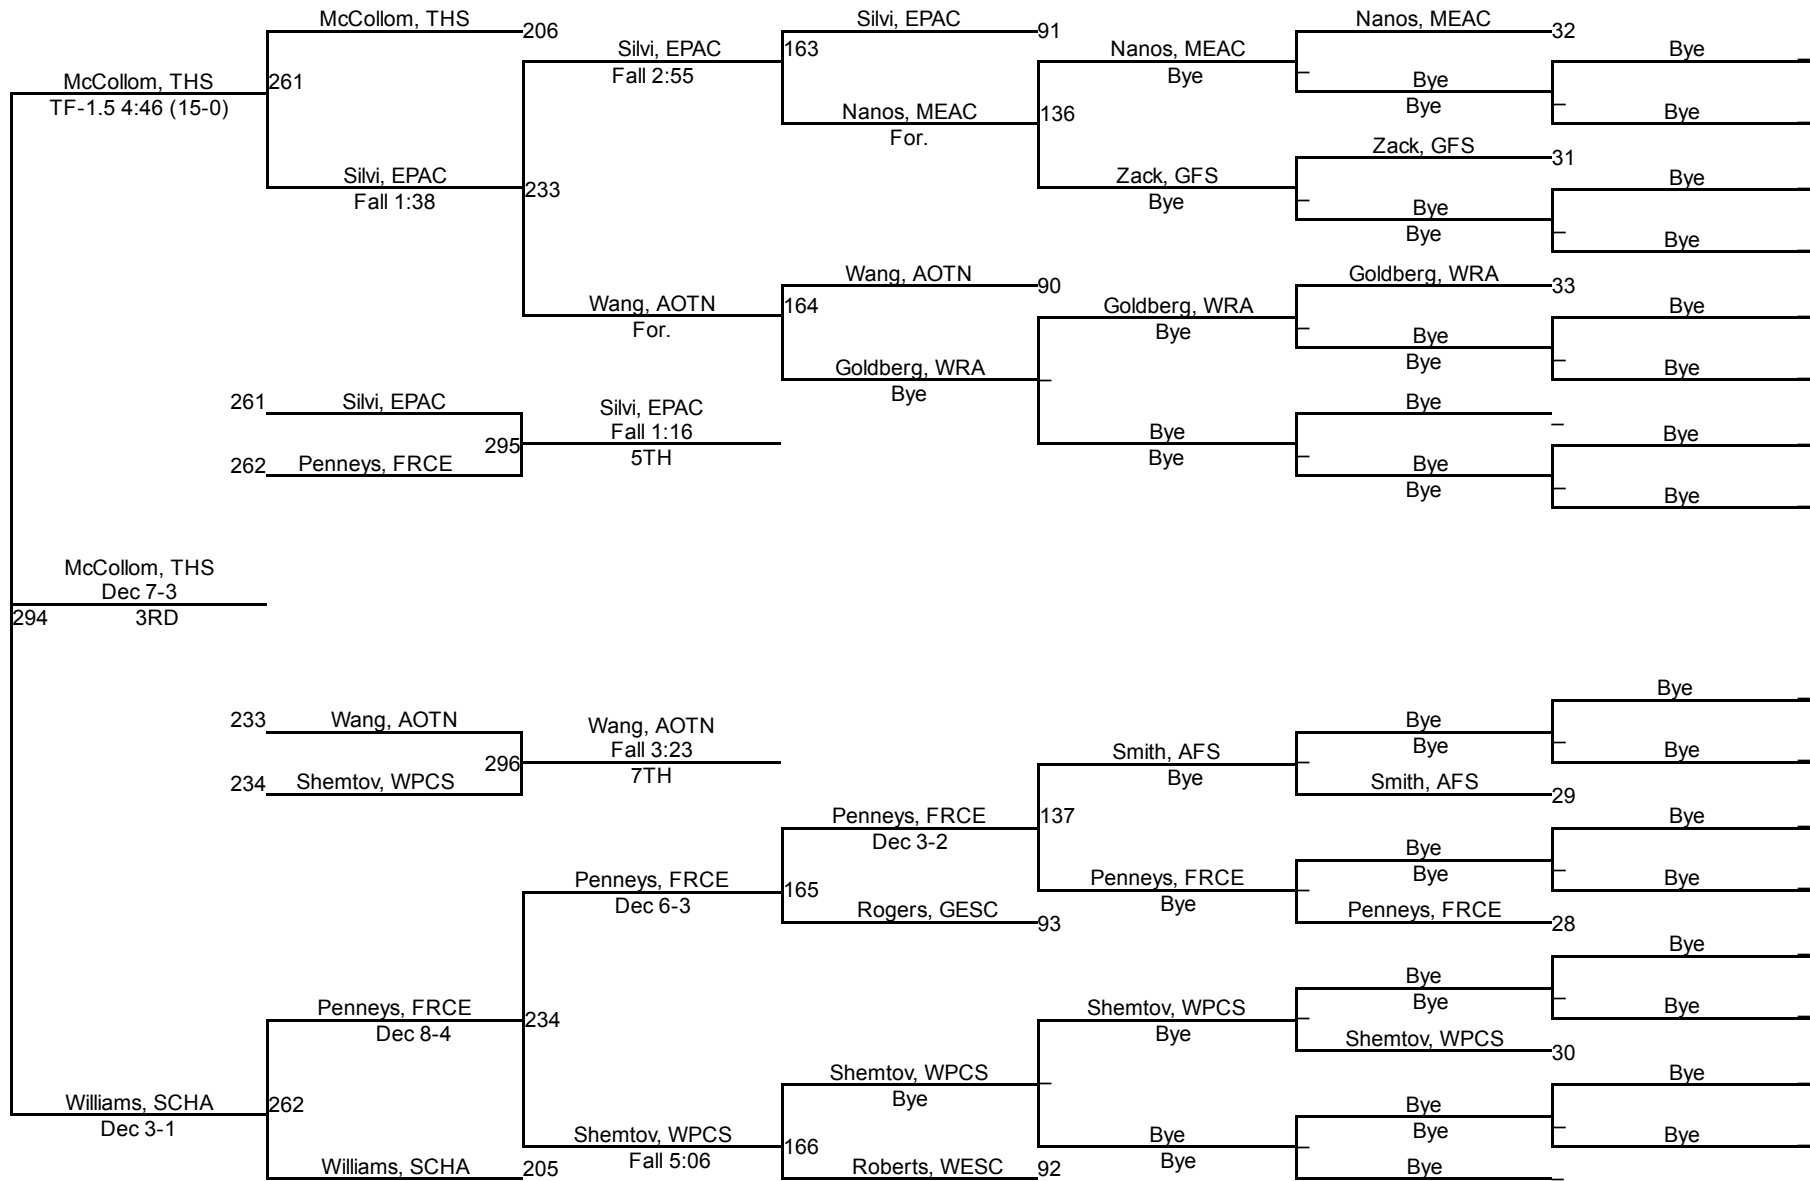 McCollom, THS
206
Silvi, EPAC
91
Nanos, MEAC
32
Silvi, EPAC
163
Nanos, MEAC
Bye
McCollom, THS
261
Fall 2:55
Bye
Bye
TF-1.5 4:46 (15-0)
Nanos, MEAC
136
Bye
Bye
For.
Zack, GFS
31
Silvi, EPAC
233
Zack, GFS
Bye
Fall 1:38
Bye
Bye
Bye
Bye
Wang, AOTN
90
Goldberg, WRA
33
Wang, AOTN
164
Goldberg, WRA
Bye
For.
Bye
Bye
Goldberg, WRA
Bye
Bye
Bye
261
Silvi, EPAC
Silvi, EPAC
Bye
295
Fall 1:16
Bye
Bye
262
Penneys, FRCE
5TH
Bye
Bye
Bye
Bye
McCollom, THS
Dec 7-3
294
3RD
Bye
233
Wang, AOTN
Wang, AOTN
Bye
296
Fall 3:23
Smith, AFS
Bye
Bye
234
Shemtov, WPCS
7TH
Bye
Smith, AFS
29
Penneys, FRCE
137
Bye
Dec 3-2
Bye
Penneys, FRCE
165
Penneys, FRCE
Bye
Bye
Dec 6-3
Rogers, GESC
93
Bye
Penneys, FRCE
28
Bye
Bye
Penneys, FRCE
234
Shemtov, WPCS
Bye
Bye
Dec 8-4
Bye
Shemtov, WPCS
30
Shemtov, WPCS
Bye
Williams, SCHA
262
Bye
Bye
Dec 3-1
Shemtov, WPCS
166
Bye
Bye
Bye
Fall 5:06
Bye
Williams, SCHA
205
Roberts, WESC
92
Bye